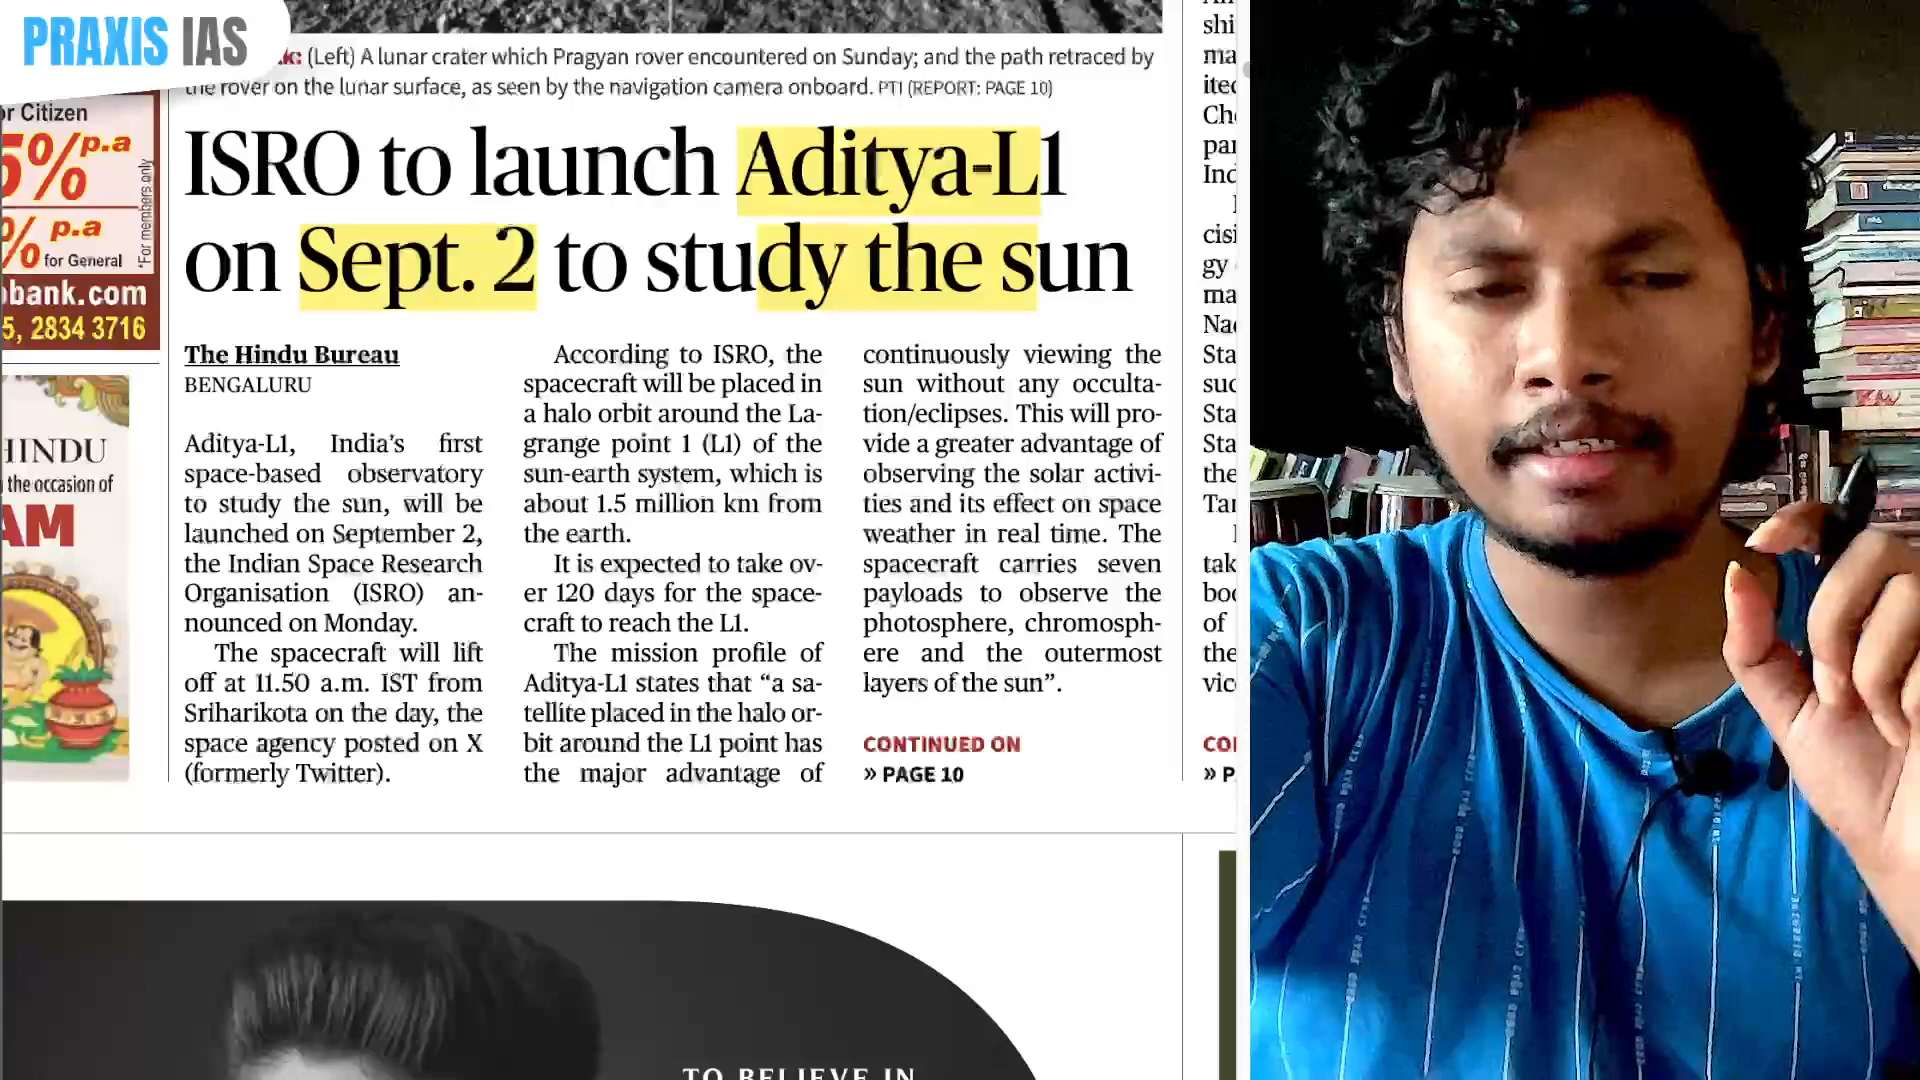 PRAXIS IAS
(Left) A lunar crater which Pragyan rover encountered on Sunday; and the path retraced by
the rover on the lunar surface, as seen by the navigation camera onboard. PTI (REPORT: PAGE 10)
ISRO to launch Aditya-L1
on Sept. 2 to study the sun
The Hindu Bureau
BENGALURU
Aditya-L1, India’s first
space-based observatory
to study the sun, will be
launched on September 2,
the Indian Space Research
Organisation (ISRO) an-
nounced on Monday.
The spacecraft will lift
off at 11.50 a.m. IST from
Sriharikota on the day, the
space agency posted on X
(formerly Twitter).
According to ISRO, the
spacecraft will be placed in
a halo orbit around the La-
grange point 1 (L1) of the
sun-earth system, which is
about 1.5 million km from
the earth.
It is expected to take ov-
er 120 days for the space-
craft to reach the L1.
The mission profile of
Aditya-L1 states that “a sa-
tellite placed in the halo or-
bit around the L1 point has
the major advantage of
continuously viewing the
sun without any occulta-
tion/eclipses. This will pro-
vide a greater advantage of
observing the solar activi-
ties and its effect on space
weather in real time. The
spacecraft carries seven
payloads to observe the
photosphere, chromosph-
ere and the outermost
layers of the sun”.
CONTINUED ON
» PAGE 10
Citizen
5% p.a
% p.a
for General
*For members only
bank.com
5, 2834 3716
HINDU
the occasion of
AM
TO BELIEVE IN